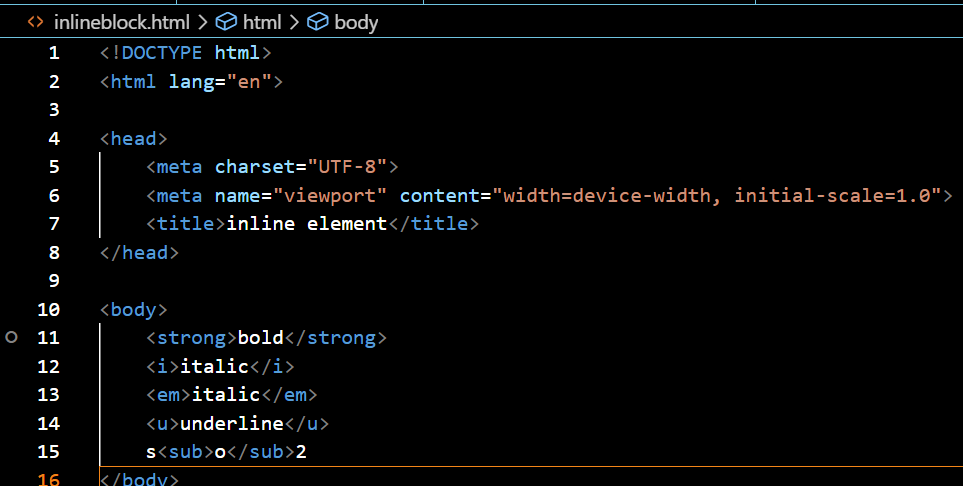 <> inlineblock.html > html > body
1 <!DOCTYPE html>
2 <html lang="en">
3
4 <head>
5     <meta charset="UTF-8">
6     <meta name="viewport" content="width=device-width, initial-scale=1.0">
7     <title>inline element</title>
8 </head>
9
10 <body>
11     <strong>bold</strong>
12     <i>italic</i>
13     <em>italic</em>
14     <u>underline</u>
15     s<sub>o</sub>2
16 </body>